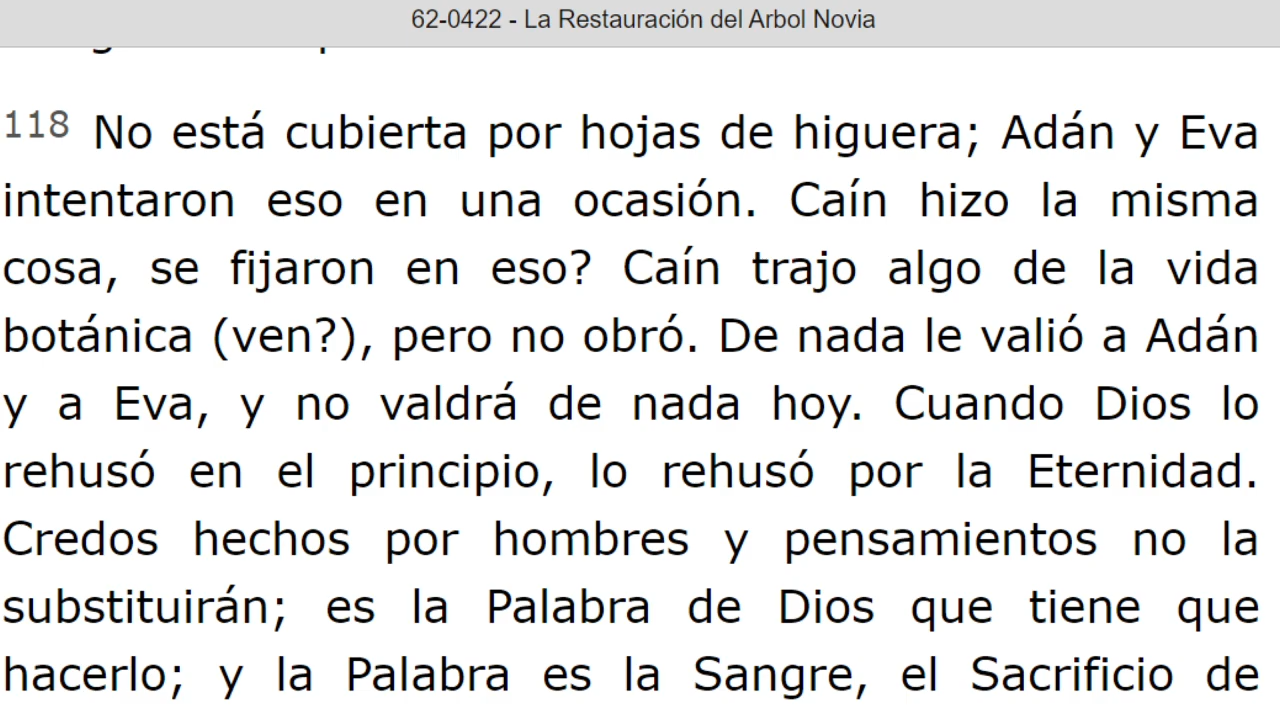 62-0422 - La Restauración del Arbol Novia
118 No está cubierta por hojas de higuera; Adán y Eva
intentaron eso en una ocasión. Caín hizo la misma
cosa, se fijaron en eso? Caín trajo algo de la vida
botánica (ven?), pero no obró. De nada le valió a Adán
y a Eva, y no valdrá de nada hoy. Cuando Dios lo
rehusó en el principio, lo rehusó por la Eternidad.
Credos hechos por hombres y pensamientos no la
substituirán; es la Palabra de Dios que tiene que
hacerlo; y la Palabra es la Sangre, el Sacrificio de